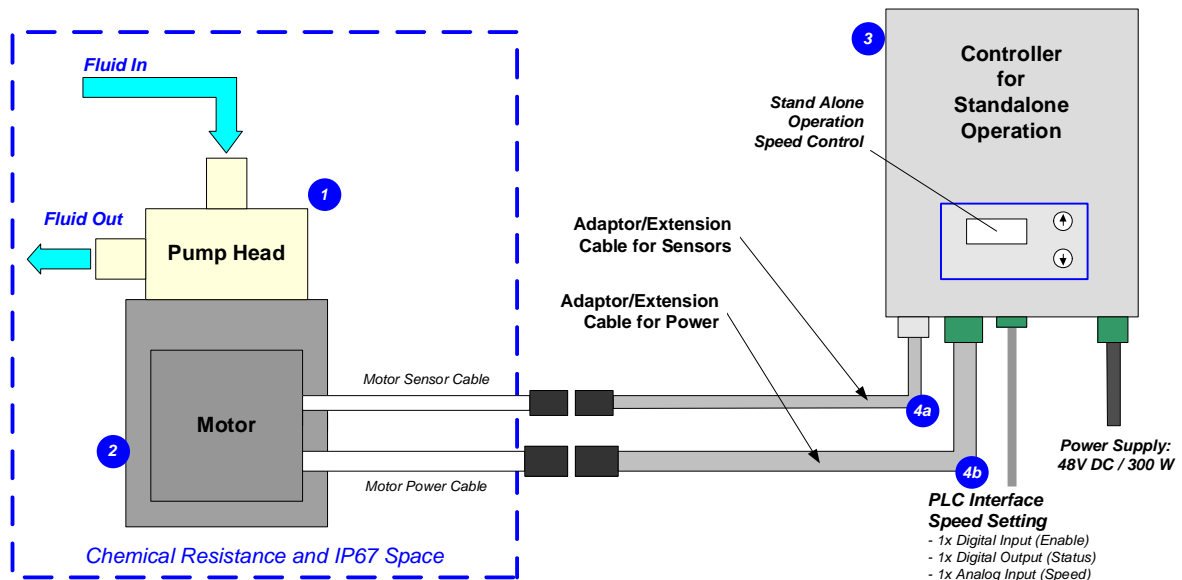 Fluid In
1
Fluid Out
Pump Head
Motor
2
Motor Sensor Cable
Motor Power Cable
Chemical Resistance and IP67 Space
3
Controller
for
Standalone
Operation
Stand Alone
Operation
Speed Control
Adaptor/Extension
Cable for Sensors
Adaptor/Extension
Cable for Power
4a
4b
Power Supply:
48V DC / 300 W
PLC Interface
Speed Setting
- 1x Digital Input (Enable)
- 1x Digital Output (Status)
- 1x Analog Input (Speed)